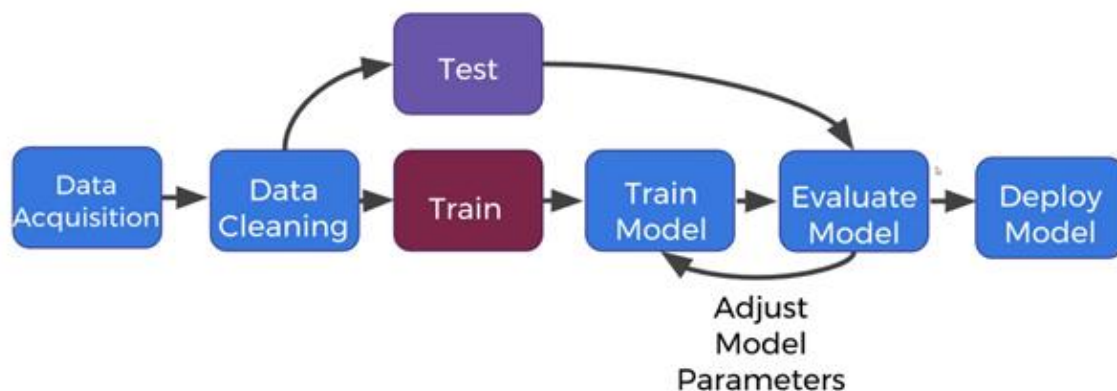 Test
Data
Acquisition
Data
Cleaning
Train
Train
Model
Evaluate
Model
Deploy
Model
Adjust
Model
Parameters